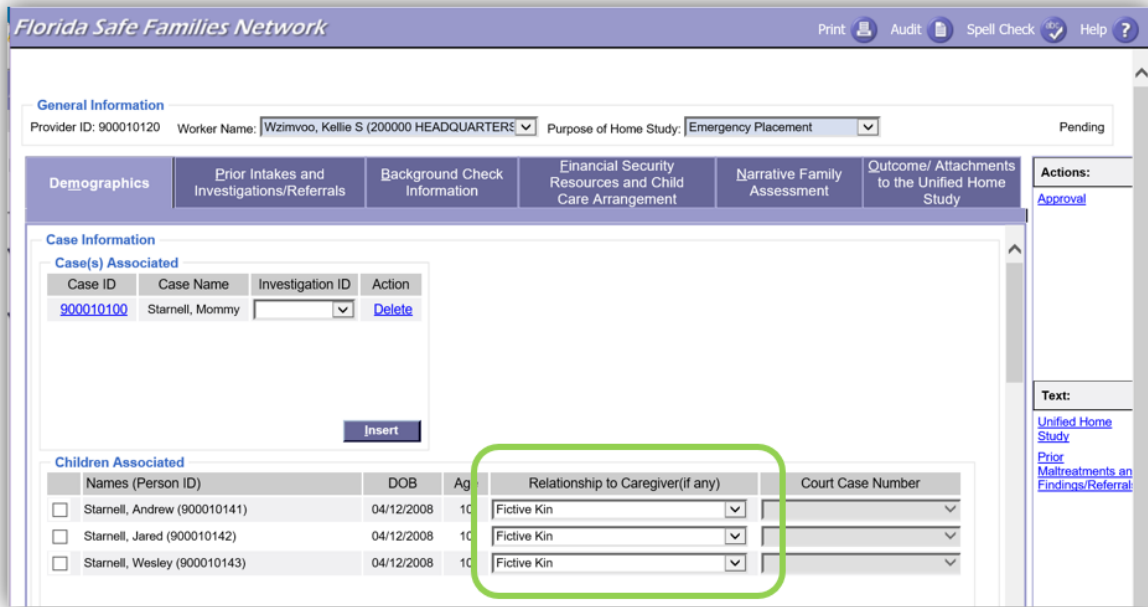 Florida Safe Families Network
Print Audit Spell Check Help ?
General Information
Provider ID: 900010120 Worker Name: Wzimvoo, Kellie S (200000 HEADQUARTERS Purpose of Home Study: Emergency Placement Pending
Demographics
Prior Intakes and
Investigations/Referrals
Background Check
Information
Financial Security
Resources and Child
Care Arrangement
Narrative Family
Assessment
Outcome/ Attachments
to the Unified Home
Study
Actions:
Approval
Case Information
Case(s) Associated
Case ID Case Name Investigation ID Action
900010100 Starnell, Mommy Delete
Insert
Text:
Unified Home
Study
Prior
Maltreatments an
Findings/Referral
Children Associated
Names (Person ID) DOB Age Relationship to Caregiver(if any) Court Case Number
Starnell, Andrew (900010141) 04/12/2008 10 Fictive Kin
Starnell, Jared (900010142) 04/12/2008 10 Fictive Kin
Starnell, Wesley (900010143) 04/12/2008 10 Fictive Kin